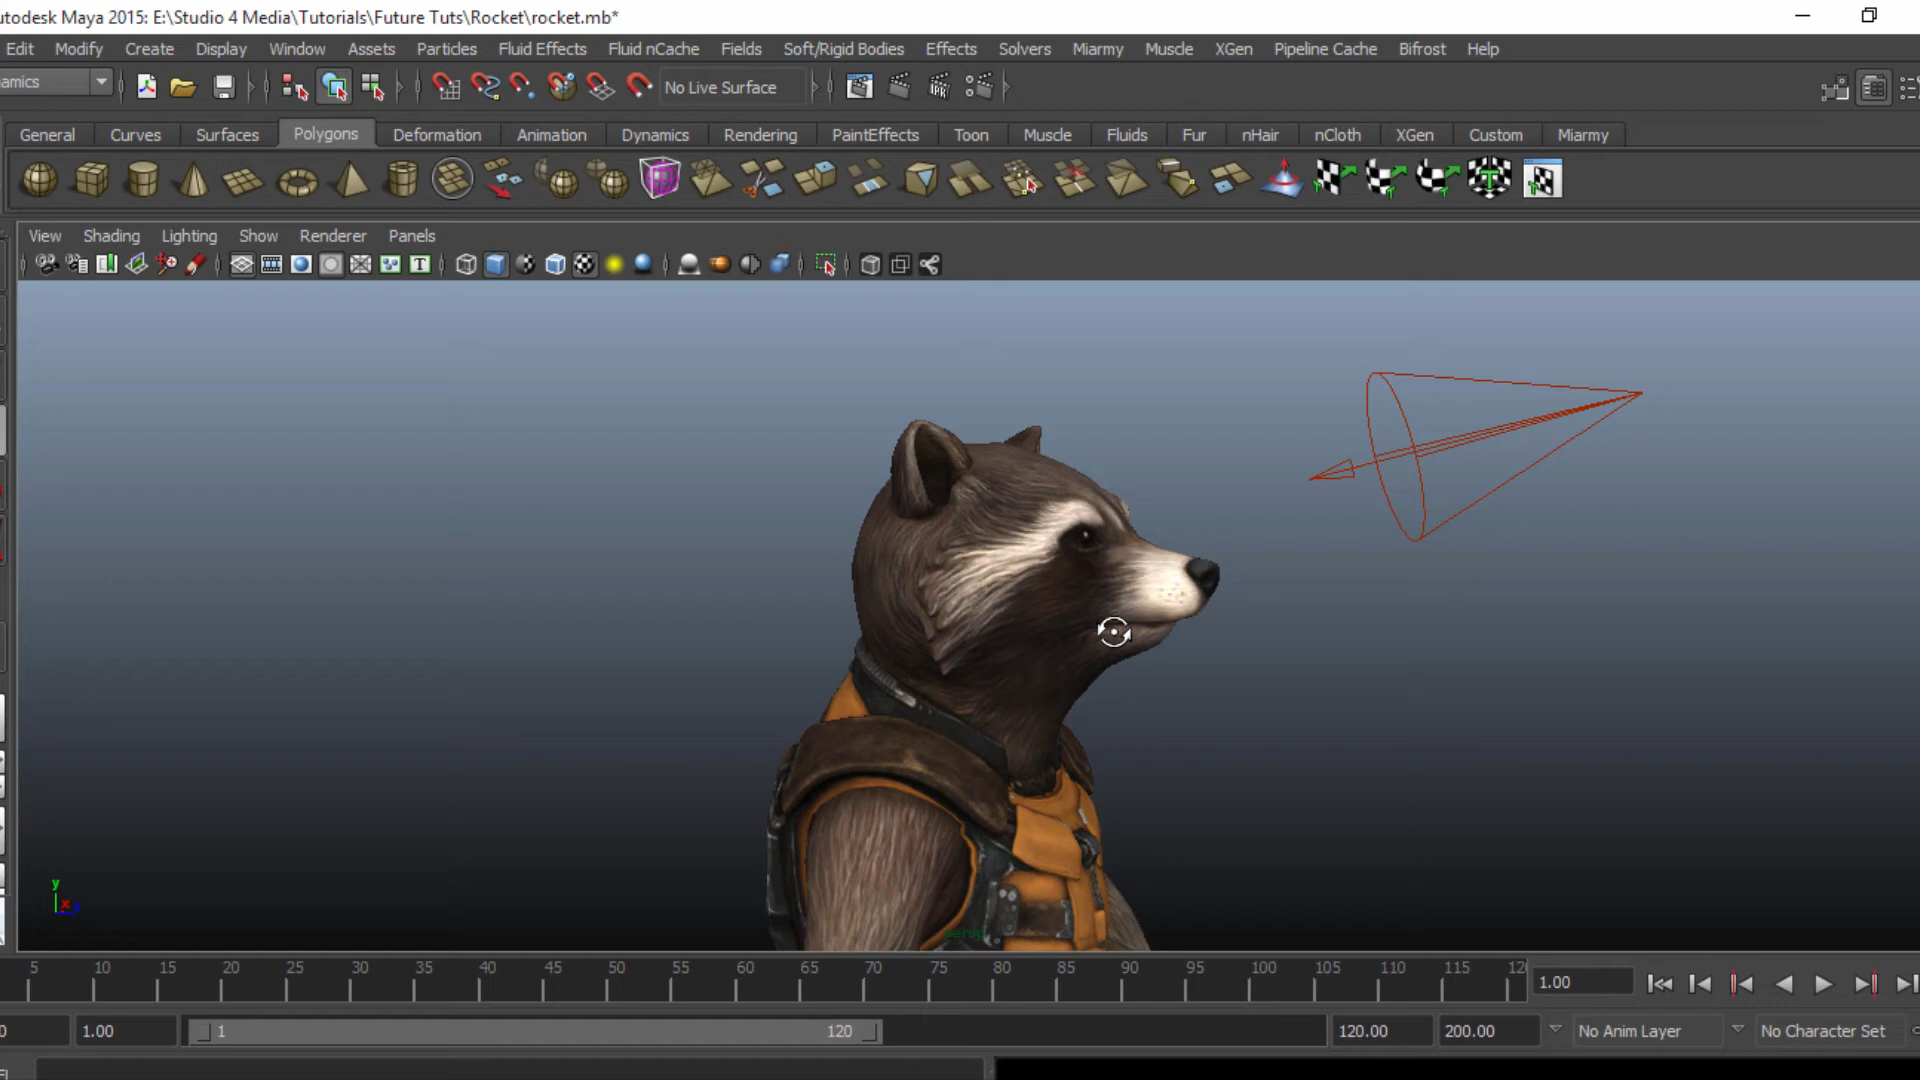 utodesk Maya 2015: E:\Studio 4 Media\Tutorials\Future Tuts\Rocket\rocket.mb*
Edit Modify Create Display Window Assets Particles Fluid Effects Fluid nCache Fields Soft/Rigid Bodies Effects Solvers Miarmy Muscle XGen Pipeline Cache Bifrost Help
amics No Live Surface
General Curves Surfaces Polygons Deformation Animation Dynamics Rendering PaintEffects Toon Muscle Fluids Fur nHair nCloth XGen Custom Miarmy
View Shading Lighting Show Renderer Panels
y
x
persp
5 10 15 20 25 30 35 40 45 50 55 60 65 70 75 80 85 90 95 100 105 110 115 12 1.00
0 1.00 1 120 120.00 200.00 No Anim Layer No Character Set